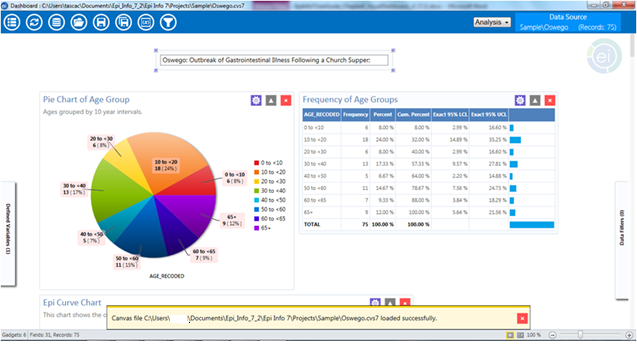 Dashboard - C:\Users\tascac\Documents\Epi_Info_7_2\Epi Info 7\Projects\Sample\Oswego.cvs7
Analysis
Data Source
Sample\Oswego (Records: 75)
ei
Oswego: Outbreak of Gastrointestinal Illness Following a Church Supper:
Pie Chart of Age Group
Ages grouped by 10 year intervals.
20 to <30
6 ( 8%)
10 to <20
18 ( 24%)
0 to <10
6 ( 8%)
30 to <40
13 ( 17%)
65+
9 ( 12%)
40 to <50
5 ( 7%)
60 to <65
7 ( 9%)
50 to <60
11 ( 15%)
AGE_RECODED
0 to <10
10 to <20
20 to <30
30 to <40
40 to <50
50 to <60
60 to <65
65+
Frequency of Age Groups
AGE_RECODED Frequency Percent Cum. Percent Exact 95% LCL Exact 95% UCL
0 to <10 6 8.00 % 8.00 % 2.99 % 16.60 %
10 to <20 18 24.00 % 32.00 % 14.89 % 35.25 %
20 to <30 6 8.00 % 40.00 % 2.99 % 16.60 %
30 to <40 13 17.33 % 57.33 % 9.57 % 27.81 %
40 to <50 5 6.67 % 64.00 % 2.20 % 14.88 %
50 to <60 11 14.67 % 78.67 % 7.56 % 24.73 %
60 to <65 7 9.33 % 88.00 % 3.84 % 18.29 %
65+ 9 12.00 % 100.00 % 5.64 % 21.56 %
TOTAL 75 100.00 % 100.00 %
Defined Variables (1)
Data Filters (0)
Epi Curve Chart
This chart shows the o
Canvas file C:\Users\ \Documents\Epi_Info_7_2\Epi Info 7\Projects\Sample\Oswego.cvs7 loaded successfully.
Gadgets: 6 Fields: 31, Records: 75
100 %